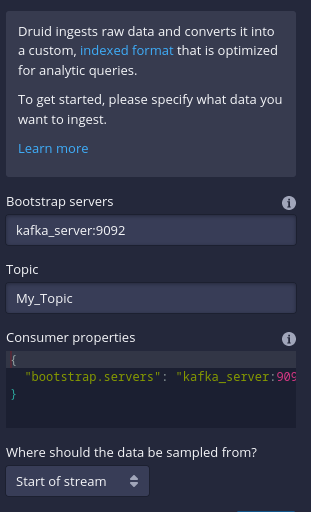 Druid ingests raw data and converts it into
a custom, indexed format that is optimized
for analytic queries.
To get started, please specify what data you
want to ingest.
Learn more
Bootstrap servers
kafka_server:9092
Topic
My_Topic
Consumer properties
{
"bootstrap.servers": "kafka_server:909
}
Where should the data be sampled from?
Start of stream